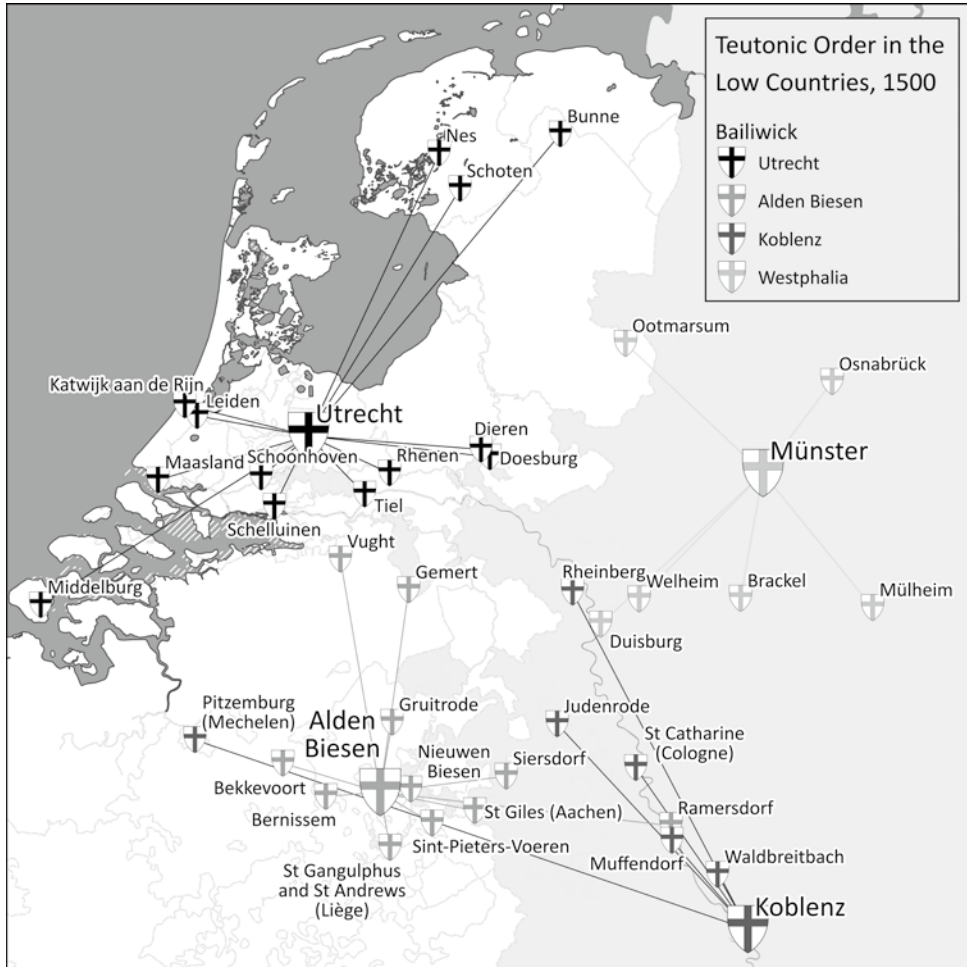 Teutonic Order in the
Low Countries, 1500
Bailiwick
Utrecht
Alden Biesen
Koblenz
Westphalia
Bunne
Nes
Schoten
Ootmarsum
Osnabrück
Katwijk aan de Rijn
Leiden
Utrecht
Dieren
Münster
Maasland
Schoonhoven
Rhenen
Doesburg
Tiel
Schelluinen
Vught
Gemert
Rheinberg
Welheim
Brackel
Mülheim
Middelburg
Duisburg
Pitzemburg
(Mechelen)
Alden
Biesen
Gruitrode
Judenrode
St Catharine
(Cologne)
Nieuwen
Biesen
Siersdorf
Bekkevoort
Bernissem
St Giles (Aachen)
Ramersdorf
Sint-Pieters-Voeren
Muffendorf
Waldbreitbach
St Gangulphus
and St Andrews
(Liège)
Koblenz